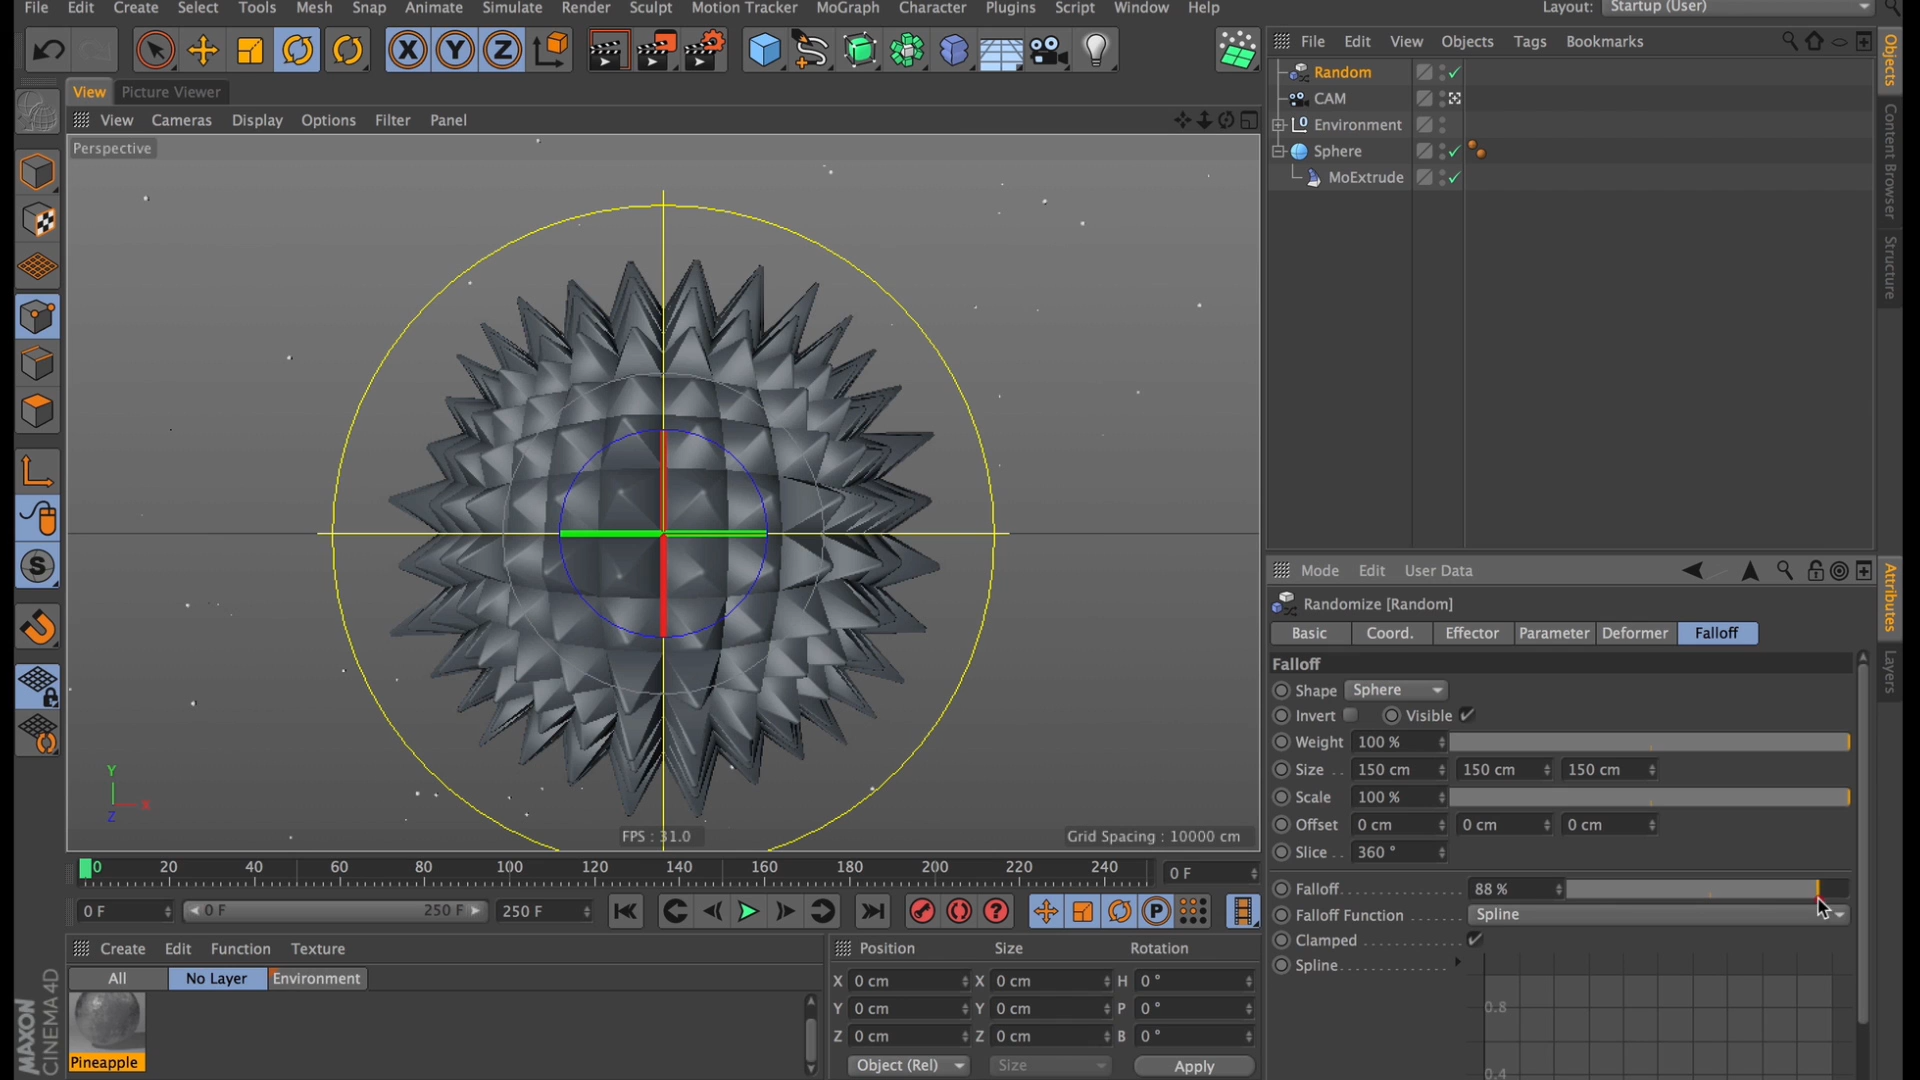 File Edit Create Select Tools Mesh Snap Animate Simulate Render Sculpt Motion Tracker MoGraph Character Plugins Script Window Help Layout: Startup (User)
X Y Z
File Edit View Objects Tags Bookmarks
View Picture Viewer
View Cameras Display Options Filter Panel
Perspective
Random
CAM
Environment
Sphere
MoExtrude
Objects
Content Browser
Structure
Attributes
Layers
Mode Edit User Data
Randomize [Random]
Basic Coord. Effector Parameter Deformer Falloff
Falloff
Shape Sphere
Invert Visible
Weight 100 %
Size . . 150 cm 150 cm 150 cm
Scale 100 %
Offset 0 cm 0 cm 0 cm
Slice . . 360 °
Falloff 88 %
Falloff Function Spline
Clamped
Spline
0.8
0.4
Y
X
Z
FPS : 31.0
Grid Spacing : 10000 cm
0 20 40 60 80 100 120 140 160 180 200 220 240 0 F
0 F 0 F 250 F 250 F
P
Create Edit Function Texture
All No Layer Environment
Pineapple
MAXON
CINEMA4D
Position Size Rotation
X 0 cm X 0 cm H 0 °
Y 0 cm Y 0 cm P 0 °
Z 0 cm Z 0 cm B 0 °
Object (Rel) Size Apply